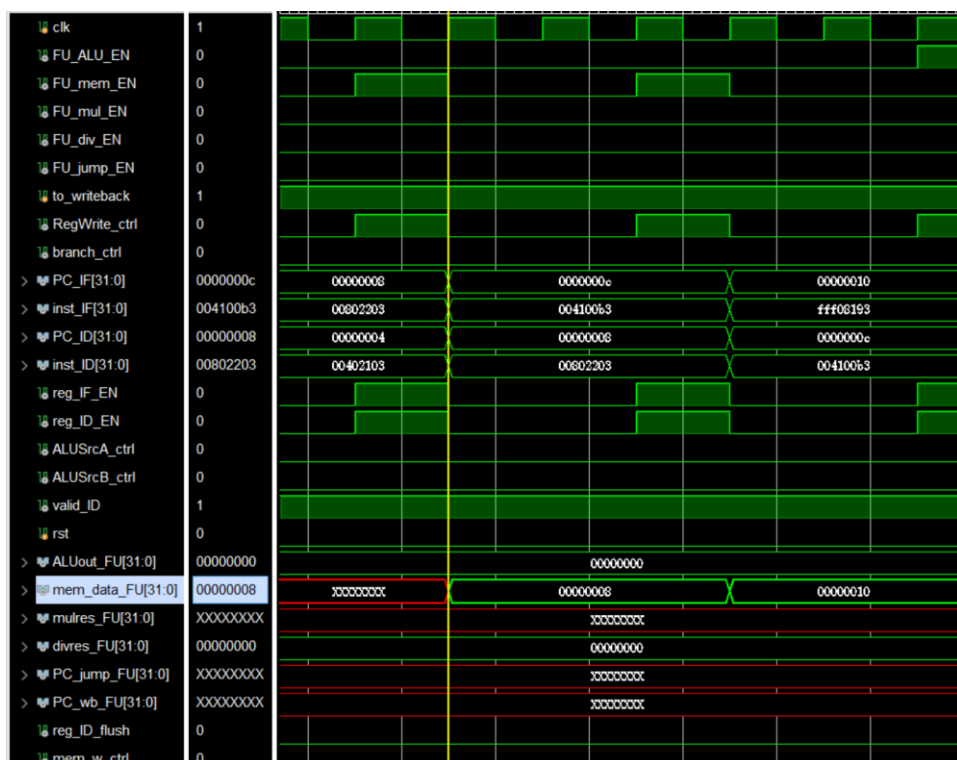 clk 1
FU_ALU_EN 0
FU_mem_EN 0
FU_mul_EN 0
FU_div_EN 0
FU_jump_EN 0
to_writeback 1
RegWrite_ctrl 0
branch_ctrl 0
PC_IF[31:0] 0000000c 00000008 0000000c 00000010
inst_IF[31:0] 004100b3 00802203 004100b3 fff08193
PC_ID[31:0] 00000008 00000004 00000008 0000000c
inst_ID[31:0] 00802203 00402103 00802203 004100b3
reg_IF_EN 0
reg_ID_EN 0
ALUSrcA_ctrl 0
ALUSrcB_ctrl 0
valid_ID 1
rst 0
ALUout_FU[31:0] 00000000 00000000
mem_data_FU[31:0] 00000008 XXXXXXXX 00000008 00000010
mulres_FU[31:0] XXXXXXXX XXXXXXXX
divres_FU[31:0] 00000000 00000000
PC_jump_FU[31:0] XXXXXXXX XXXXXXXX
PC_wb_FU[31:0] XXXXXXXX XXXXXXXX
reg_ID_flush 0
mem_w_ctrl 0